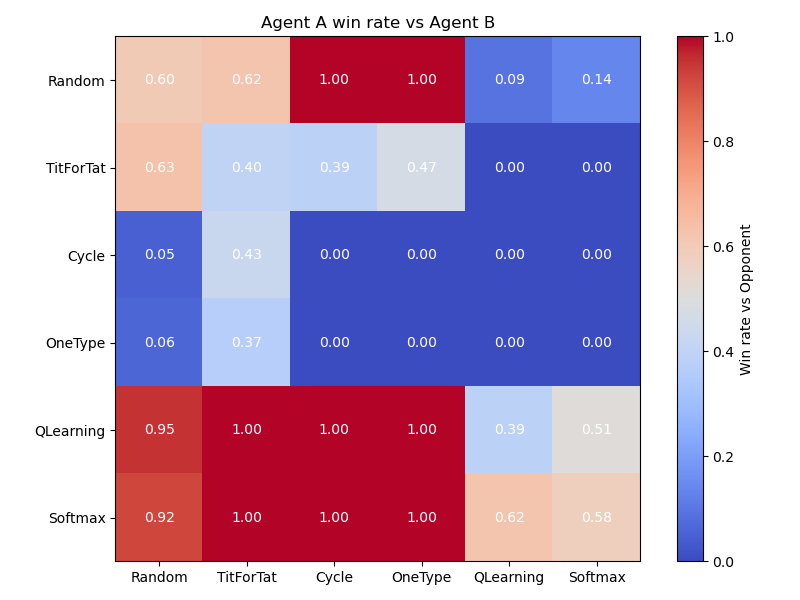 Agent A win rate vs Agent B
Random 0.60 0.62 1.00 1.00 0.09 0.14
TitForTat 0.63 0.40 0.39 0.47 0.00 0.00
Cycle 0.05 0.43 0.00 0.00 0.00 0.00
OneType 0.06 0.37 0.00 0.00 0.00 0.00
QLearning 0.95 1.00 1.00 1.00 0.39 0.51
Softmax 0.92 1.00 1.00 1.00 0.62 0.58
Random TitForTat Cycle OneType QLearning Softmax
1.0
0.8
0.6
0.4
0.2
0.0
Win rate vs Opponent